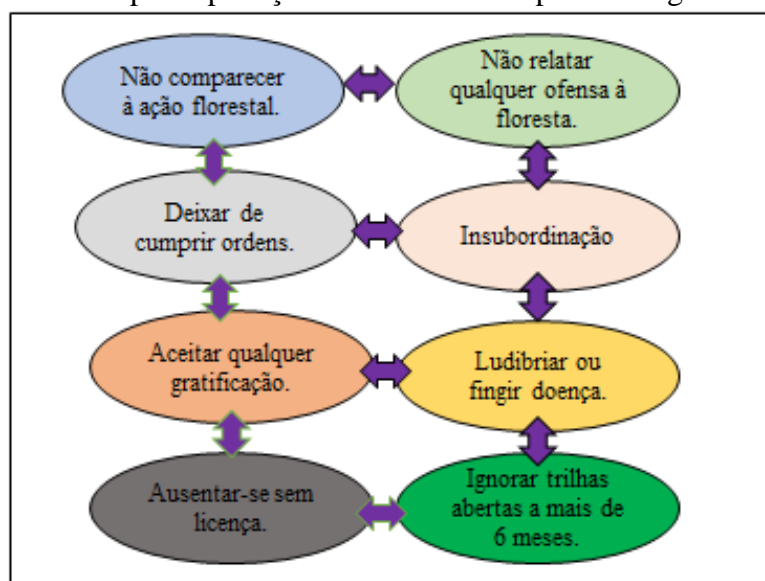 Não comparecer
à ação florestal.
Não relatar
qualquer ofensa à
floresta.
Deixar de
cumprir ordens.
Insubordinação
Aceitar qualquer
gratificação.
Ludibriar ou
fingir doença.
Ausentar-se sem
licença.
Ignorar trilhas
abertas a mais de
6 meses.